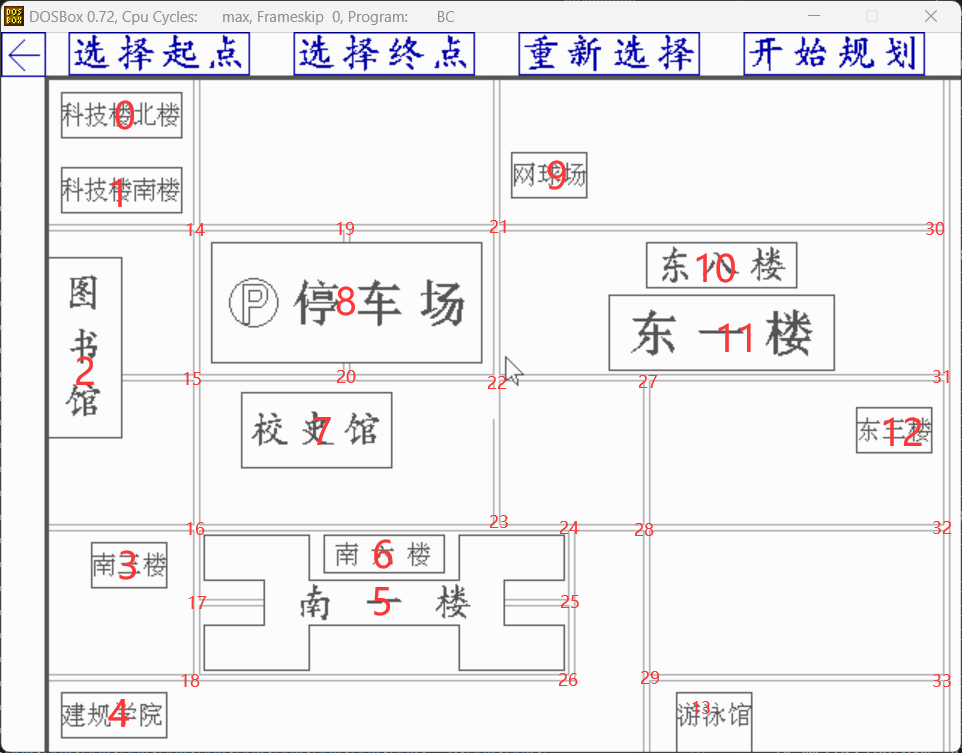 DOSBox 0.72, Cpu Cycles: max, Frameskip 0, Program: BC
选择起点 选择终点 重新选择 开始规划
科技楼北楼
0
网球场
9
科技楼南楼
1
14 19 21 30
东八楼
10
图书馆
2
停车场
8
东一楼
11
15 20 22 27 31
校史馆
7
东三楼
12
16 23 24 28 32
南六楼
6
南三楼
3
南一楼
5
17 25
18 26 29 33
建规学院
4
游泳馆
13